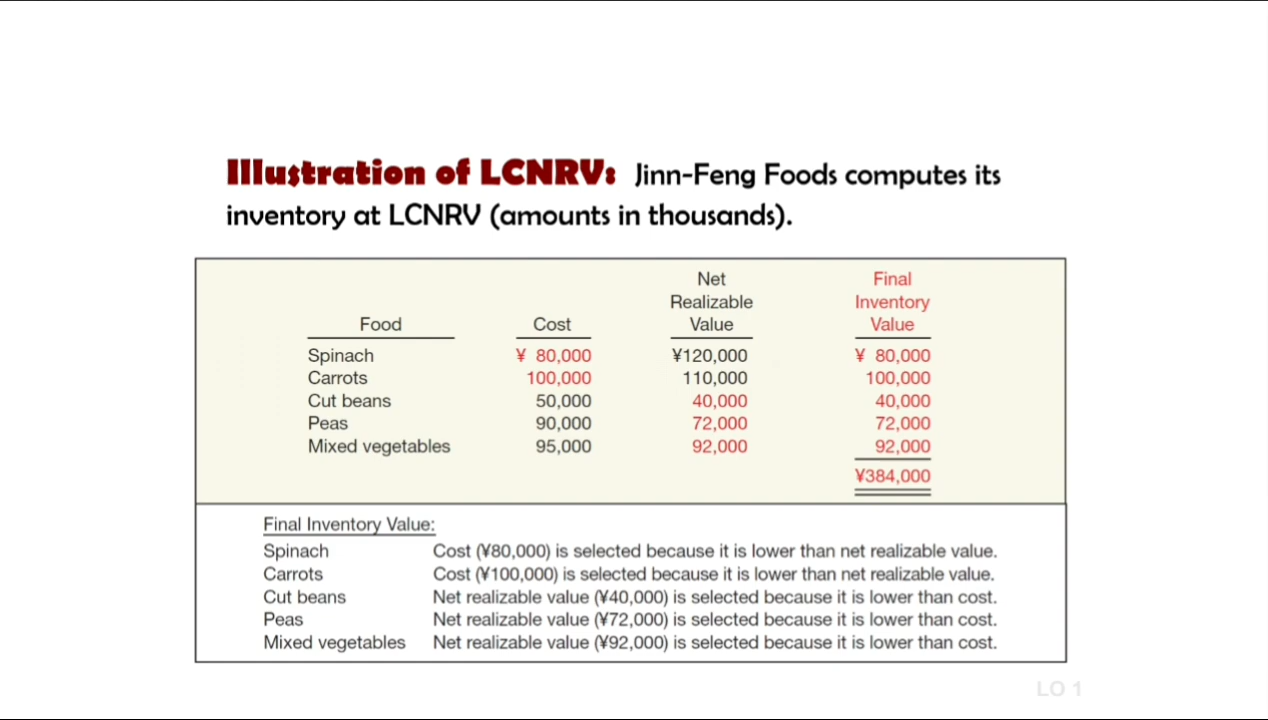 Illustration of LCNRV: Jinn-Feng Foods computes its
inventory at LCNRV (amounts in thousands).
Net Final
Realizable Inventory
Food Cost Value Value
Spinach ¥ 80,000 ¥120,000 ¥ 80,000
Carrots 100,000 110,000 100,000
Cut beans 50,000 40,000 40,000
Peas 90,000 72,000 72,000
Mixed vegetables 95,000 92,000 92,000
¥384,000
Final Inventory Value:
Spinach Cost (¥80,000) is selected because it is lower than net realizable value.
Carrots Cost (¥100,000) is selected because it is lower than net realizable value.
Cut beans Net realizable value (¥40,000) is selected because it is lower than cost.
Peas Net realizable value (¥72,000) is selected because it is lower than cost.
Mixed vegetables Net realizable value (¥92,000) is selected because it is lower than cost.
LO 1